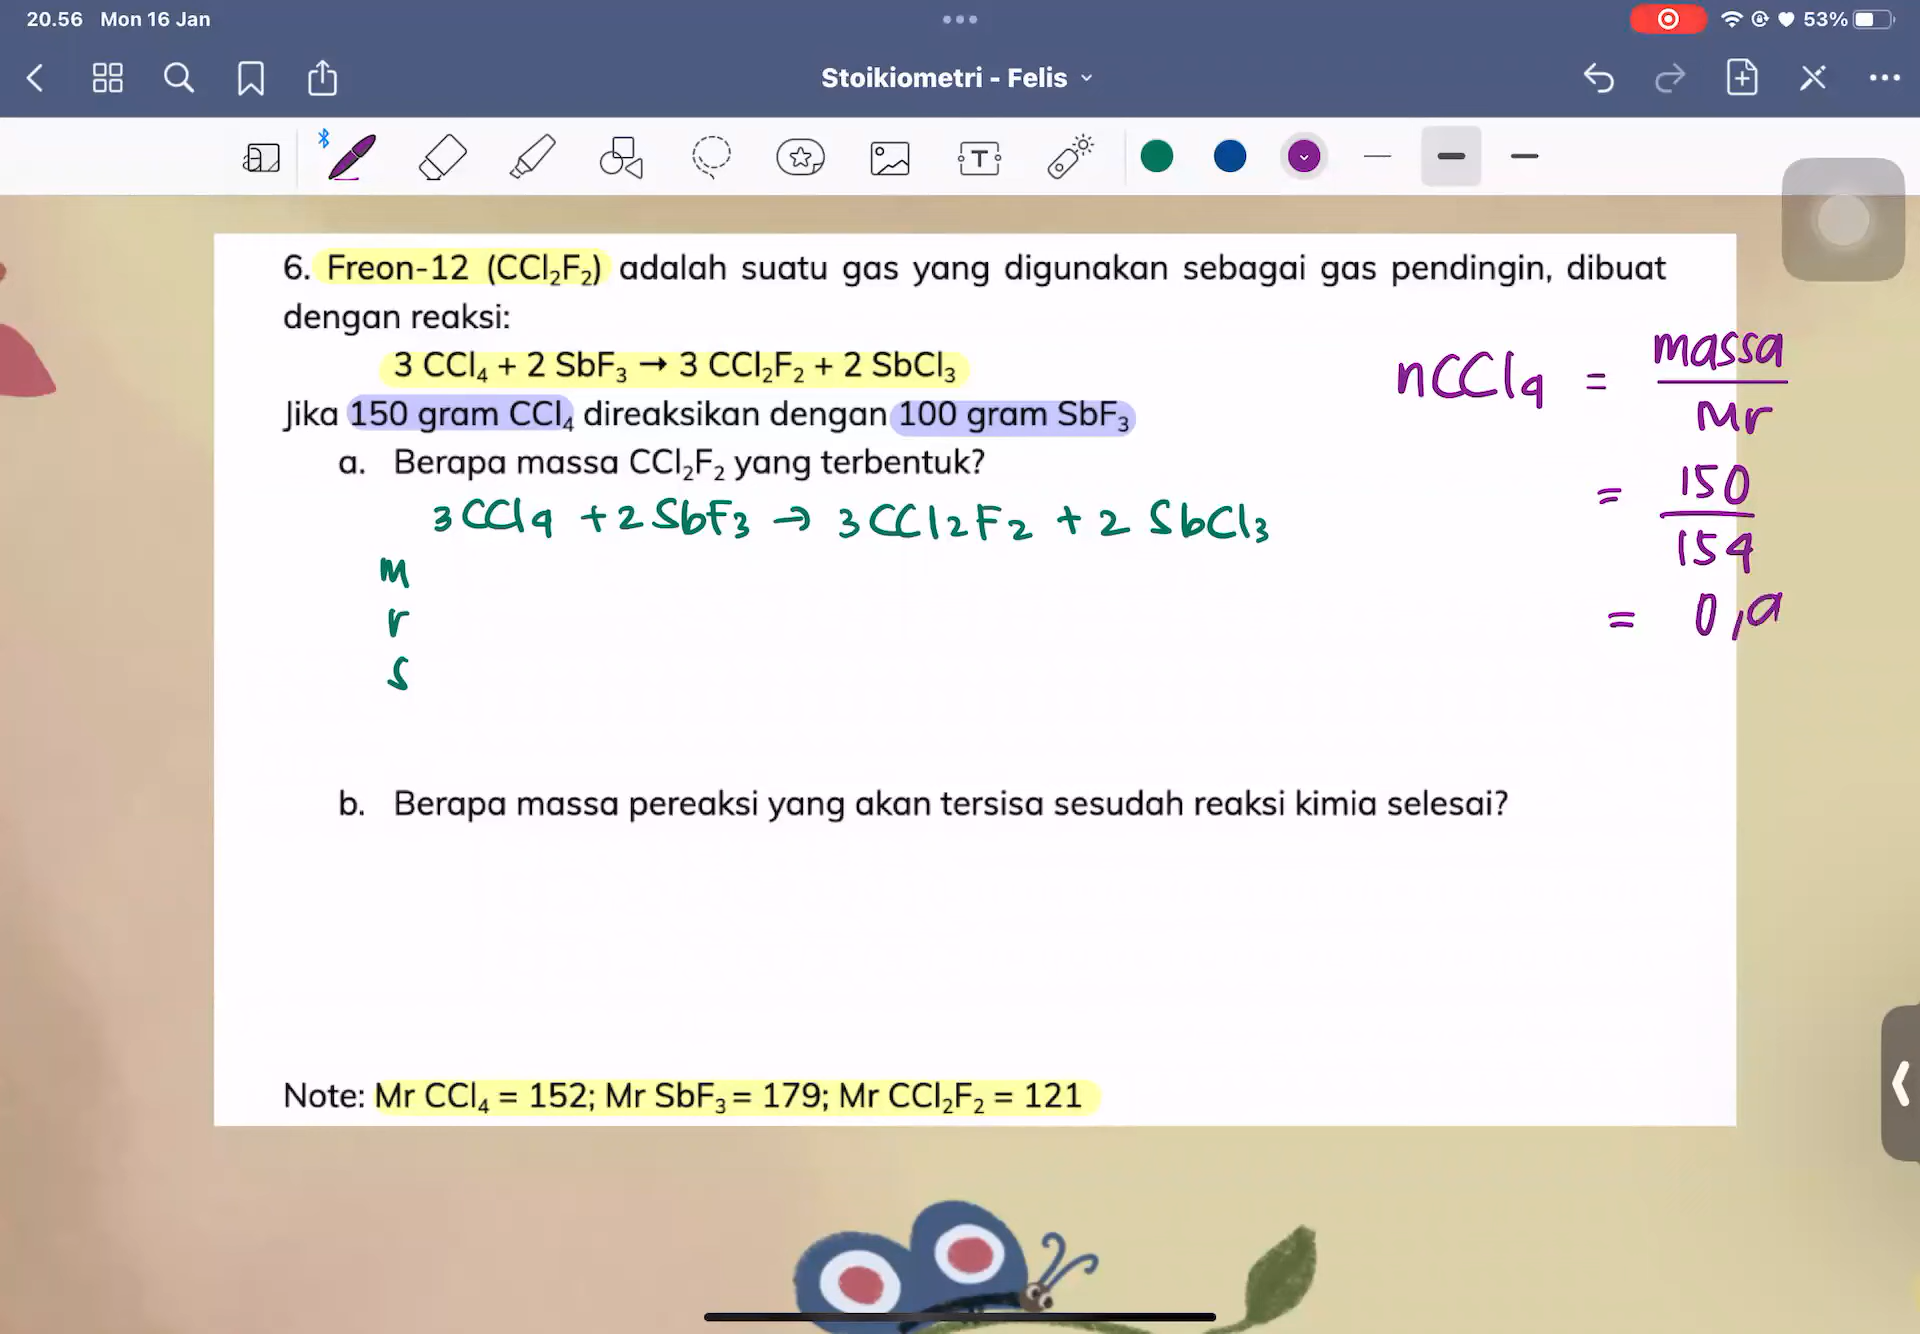 20.56 Mon 16 Jan
53%
Stoikiometri - Felis
6. Freon-12 (CCl₂F₂) adalah suatu gas yang digunakan sebagai gas pendingin, dibuat
dengan reaksi:
3 CCl₄ + 2 SbF₃ → 3 CCl₂F₂ + 2 SbCl₃
Jika 150 gram CCl₄ direaksikan dengan 100 gram SbF₃
a. Berapa massa CCl₂F₂ yang terbentuk?
3 CCl4 + 2 SbF3 → 3 CCl2F2 + 2 SbCl3
m
r
s
nCCl4 = massa
Mr
= 150
154
= 0,9
b. Berapa massa pereaksi yang akan tersisa sesudah reaksi kimia selesai?
Note: Mr CCl₄ = 152; Mr SbF₃ = 179; Mr CCl₂F₂ = 121